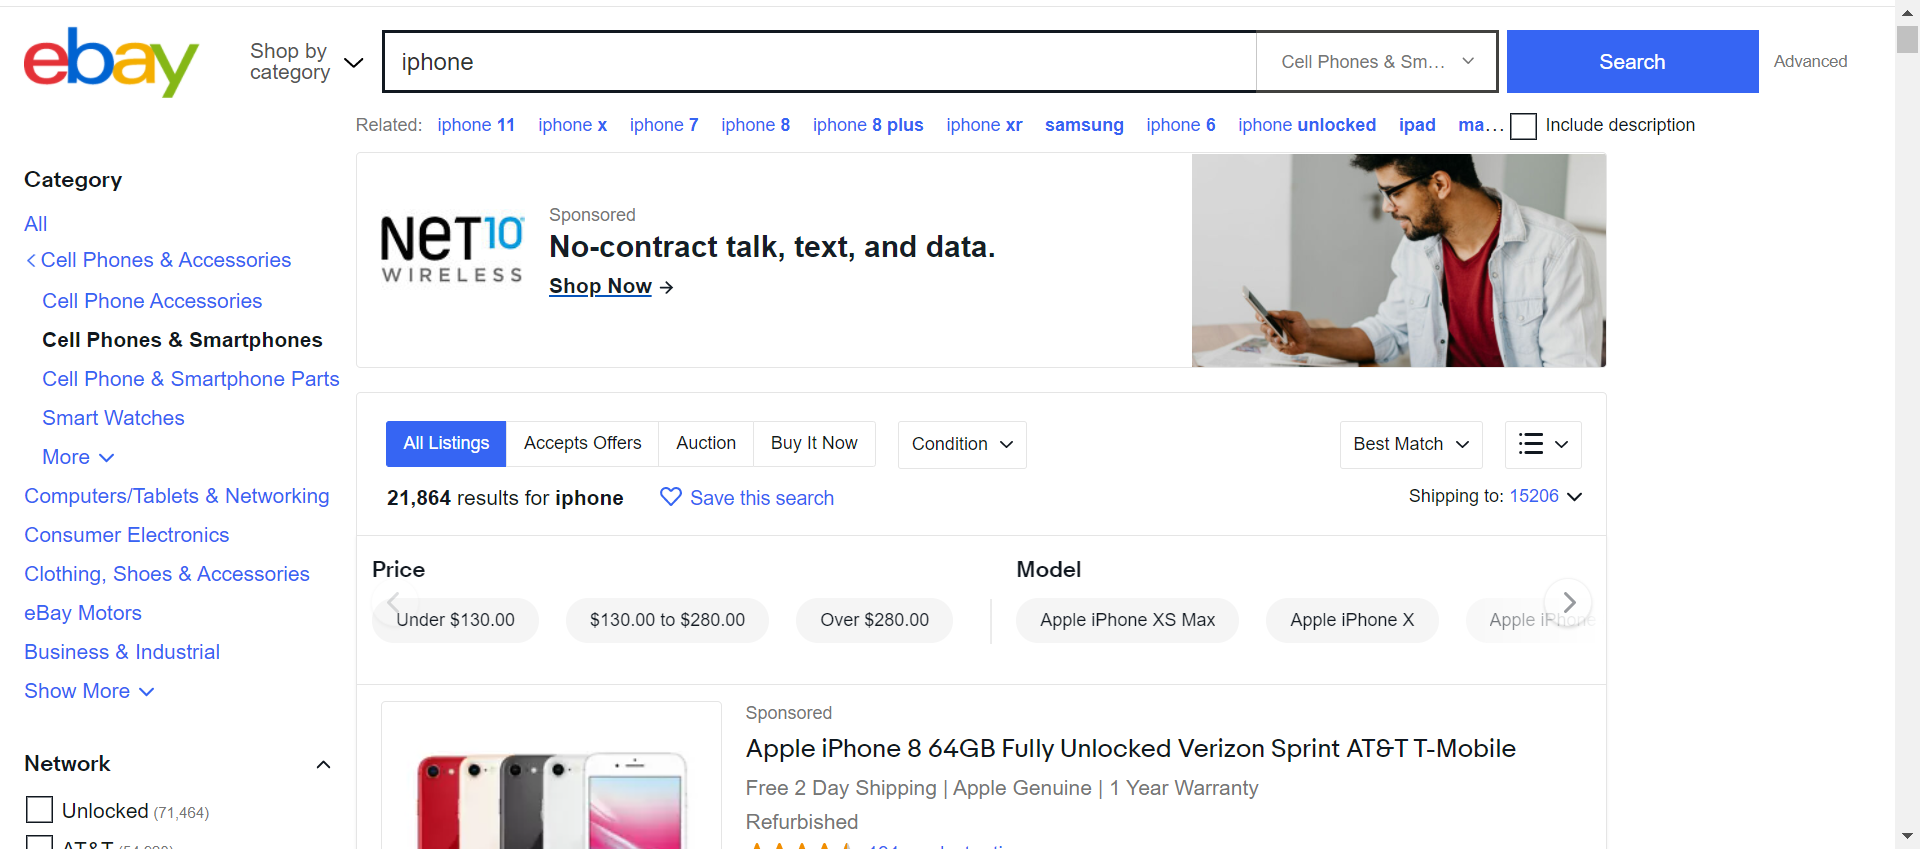 ebay
Shop by
category
iphone
Cell Phones & Sm...
Search
Advanced
Related: iphone 11 iphone x iphone 7 iphone 8 iphone 8 plus iphone xr samsung iphone 6 iphone unlocked ipad ma...
Include description
Category
All
Cell Phones & Accessories
Cell Phone Accessories
Cell Phones & Smartphones
Cell Phone & Smartphone Parts
Smart Watches
More
Computers/Tablets & Networking
Consumer Electronics
Clothing, Shoes & Accessories
eBay Motors
Business & Industrial
Show More
Network
Unlocked (71,464)
AT&T
NET10
WIRELESS
Sponsored
No-contract talk, text, and data.
Shop Now →
All Listings Accepts Offers Auction Buy It Now Condition Best Match
21,864 results for iphone Save this search Shipping to: 15206
Price
Under $130.00 $130.00 to $280.00 Over $280.00
Model
Apple iPhone XS Max Apple iPhone X Apple iPhone
Sponsored
Apple iPhone 8 64GB Fully Unlocked Verizon Sprint AT&T T-Mobile
Free 2 Day Shipping | Apple Genuine | 1 Year Warranty
Refurbished